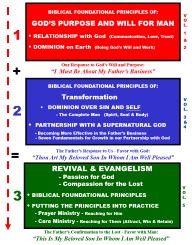 BIBLICAL FOUNDATIONAL PRINCIPLES OF:
GOD'S PURPOSE AND WILL FOR MAN
• RELATIONSHIP with God (Communication, Love, Trust)
• DOMINION on Earth (Doing God's Will and Work)
1
VOL. 1 & 2
Our Response to God's Will and Purpose:
"I Must Be About My Father's Business"
+
BIBLICAL FOUNDATIONAL PRINCIPLES OF:
Transformation
• DOMINION OVER SIN AND SELF
- The Complete Man (Spirit, Soul & Body)
• PARTNERSHIP WITH A SUPERNATURAL GOD
- Becoming More Effective in the Father's Business
- Seven Fundamentals for Growth in our Partnership with God
2
VOL. 3 & 4
The Father's Response to Us - Favor with God:
"Thou Art My Beloved Son In Whom I Am Well Pleased"
=
REVIVAL & EVANGELISM
- Passion for God
- Compassion for the Lost
• BIBLICAL FOUNDATIONAL PRINCIPLES
• PUTTING THE PRINCIPLES INTO PRACTICE
- Prayer Ministry - Reaching for Him
- Care Ministry - Reaching for Them (Attract, Win & Retain)
3
VOL. 5
The Father's Confirmation to the Lost - Favor with Man:
"This Is My Beloved Son In Whom I Am Well Pleased"